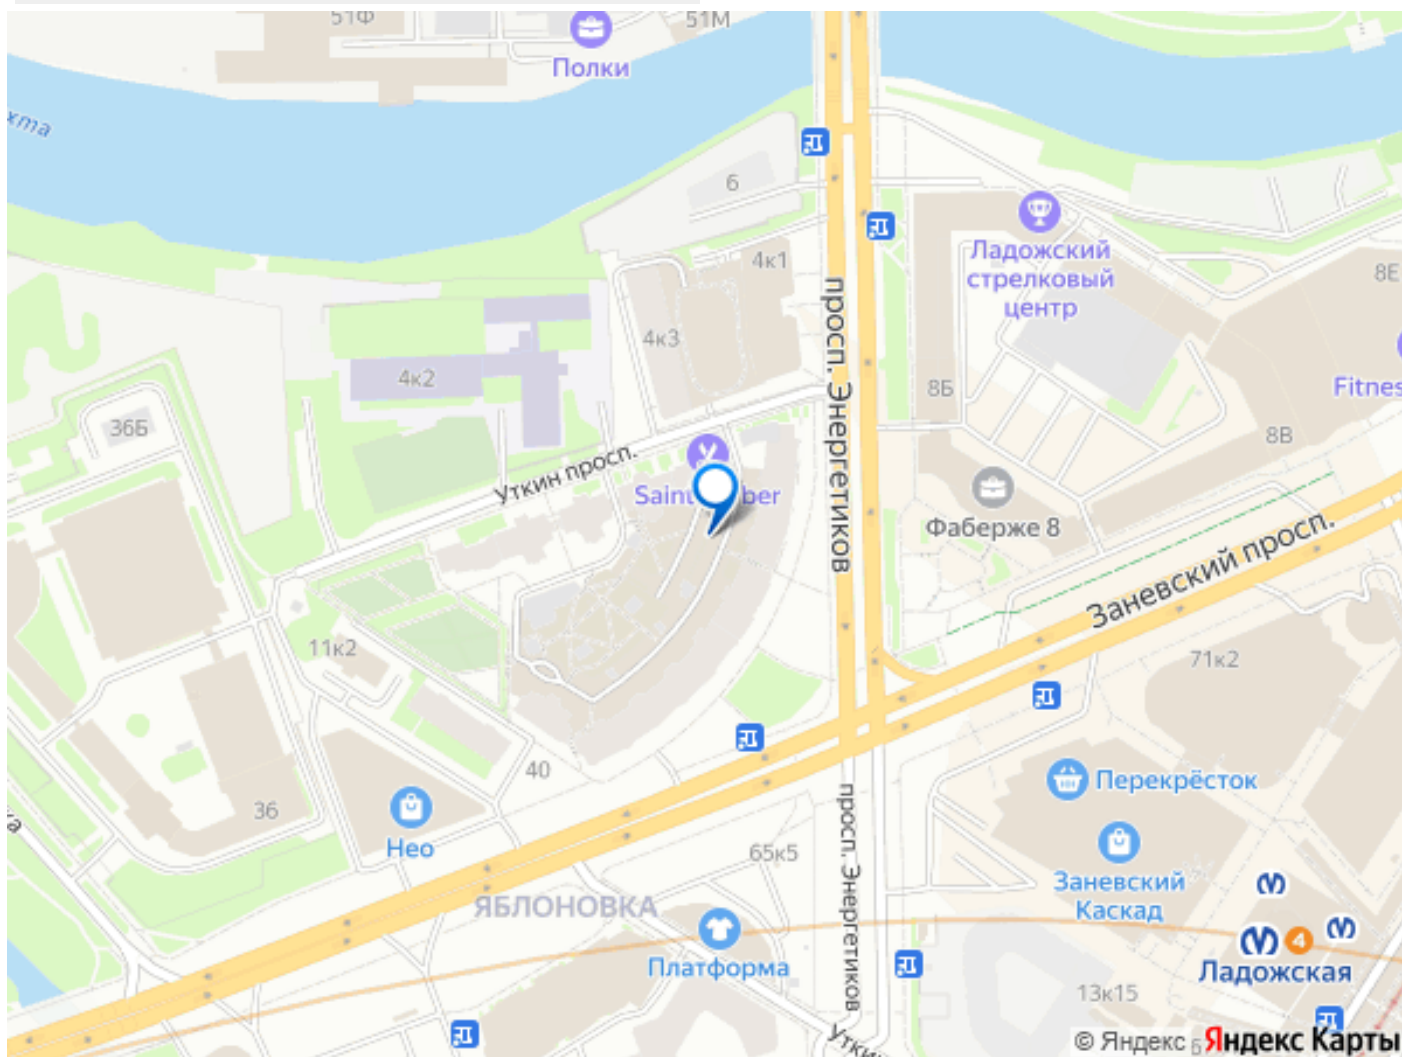 51Ф
51М
Полки
хта
6
4к1
Ладожский
стрелковый
центр
8Е
4к3
просп. Энергетиков
4к2
8Б
Fitnes
36Б
8В
Уткин просп.
Фаберже 8
Заневский просп.
11к2
71к2
40
Перекрёсток
36
Нео
просп. Энергетиков
65к5
Заневский
Каскад
ЯБЛОНОВКА
4
Платформа
Ладожская
13к15
© Яндекс
Яндекс Карты